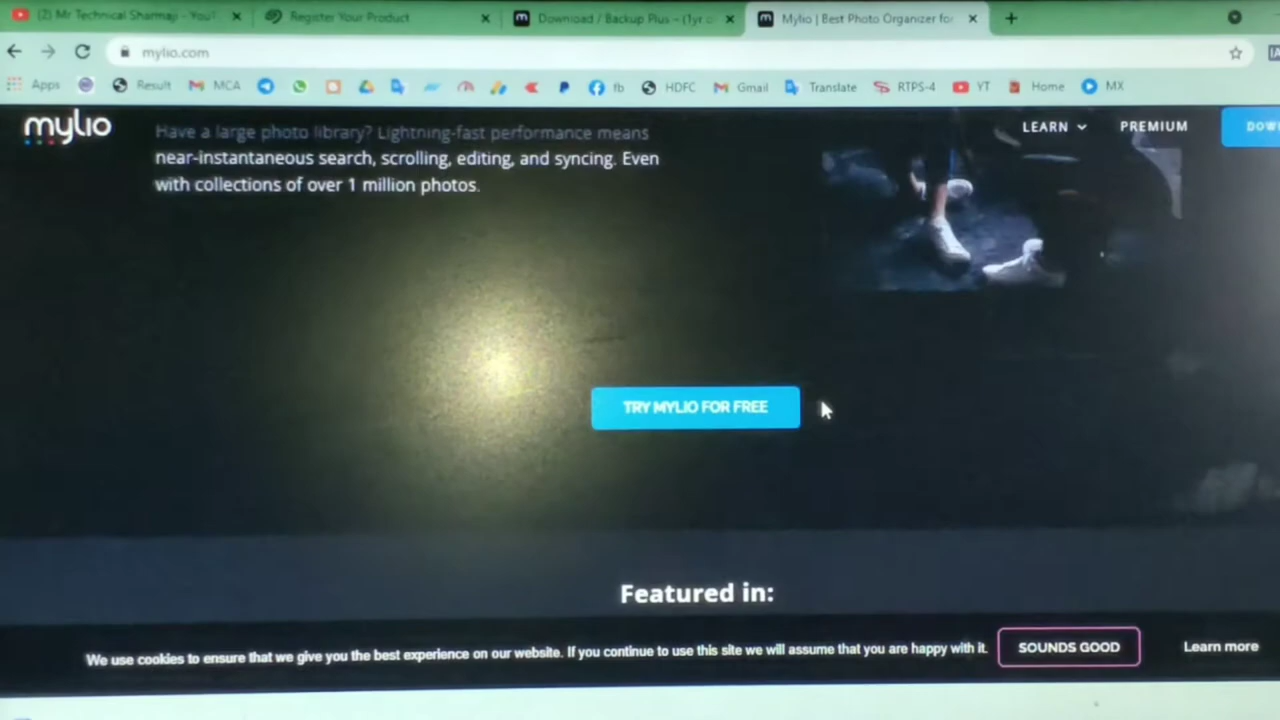 (2) Mr Technical Sharmaji - YouT
Register Your Product
Download / Backup Plus – (1yr o
Mylio | Best Photo Organizer for
mylio.com
Apps
Result
MCA
fb
HDFC
Gmail
Translate
RTPS-4
YT
Home
MX
mylio
LEARN
PREMIUM
DOW
Have a large photo library? Lightning-fast performance means
near-instantaneous search, scrolling, editing, and syncing. Even
with collections of over 1 million photos.
TRY MYLIO FOR FREE
Featured in:
We use cookies to ensure that we give you the best experience on our website. If you continue to use this site we will assume that you are happy with it.
SOUNDS GOOD
Learn more